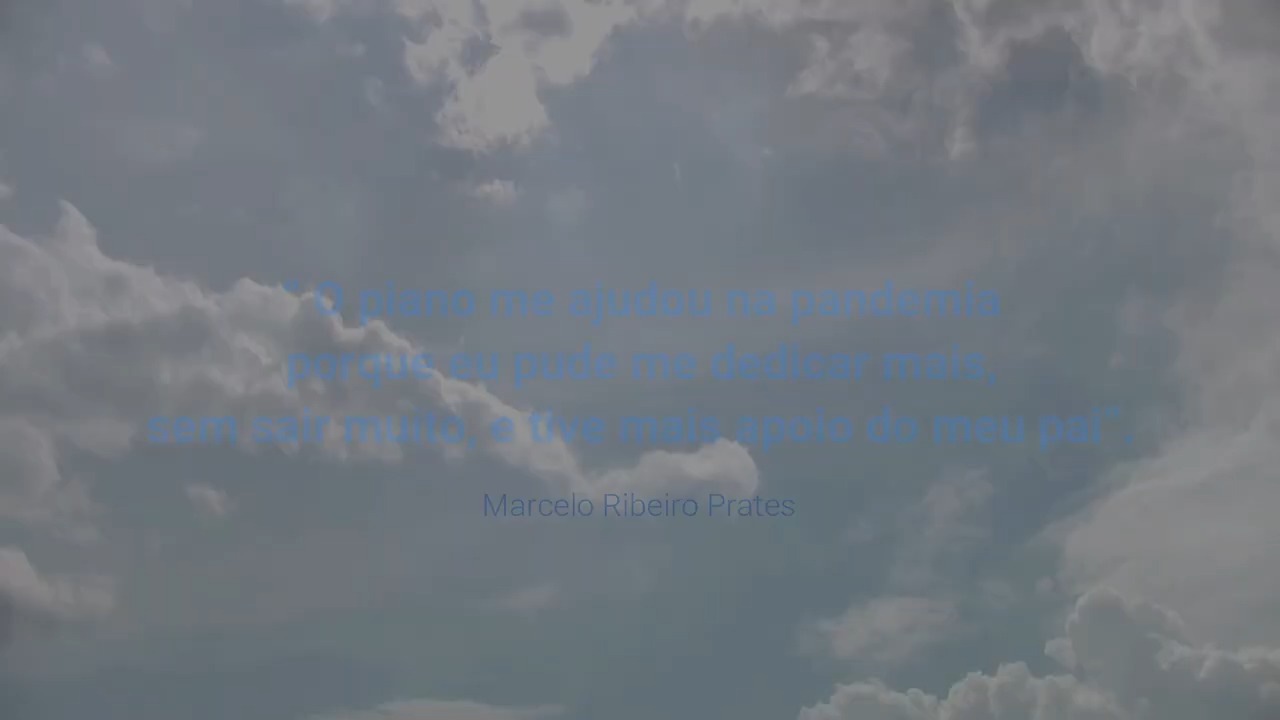 " O piano me ajudou na pandemia
porque eu pude me dedicar mais,
sem sair muito, e tive mais apoio do meu pai".
Marcelo Ribeiro Prates